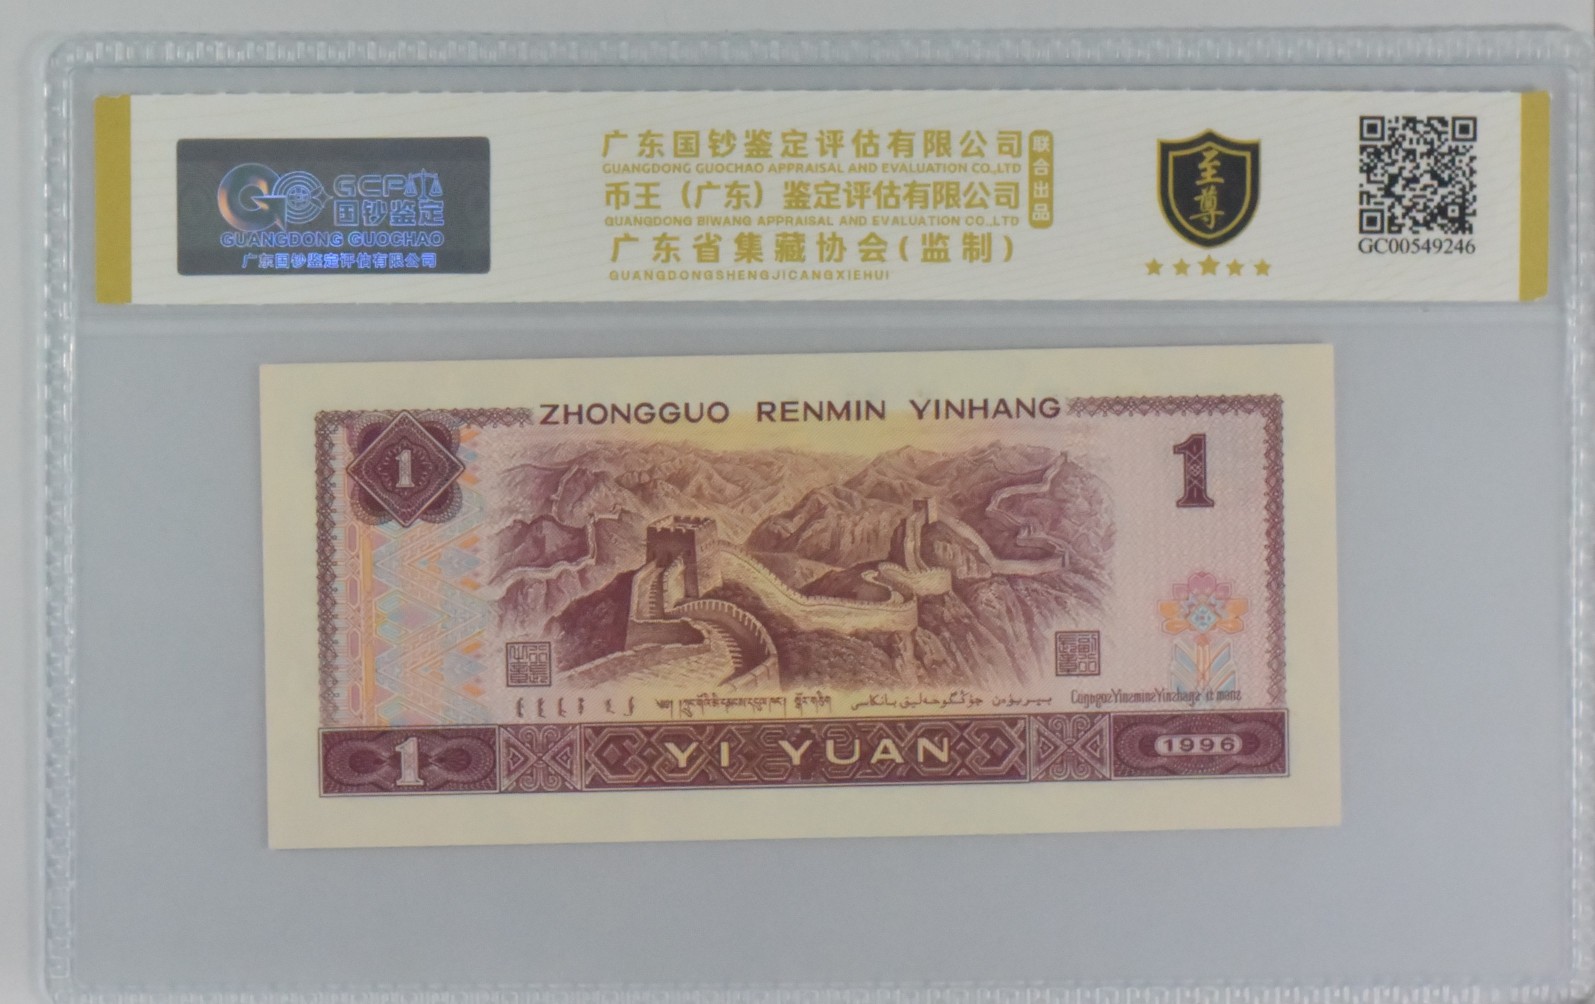 GCP
国钞鉴定
GUANGDONG GUOCHAO
广东国钞鉴定评估有限公司
广东国钞鉴定评估有限公司
GUANGDONG GUOCHAO APPRAISAL AND EVALUATION CO.,LTD
币王（广东）鉴定评估有限公司
GUANGDONG BIWANG APPRAISAL AND EVALUATION CO.,LTD
广东省集藏协会(监制)
GUANGDONGSHENGJICANGXIEHUI
联合出品
至尊
GC00549246
ZHONGGUO RENMIN YINHANG
1
1
1
YI YUAN
1996